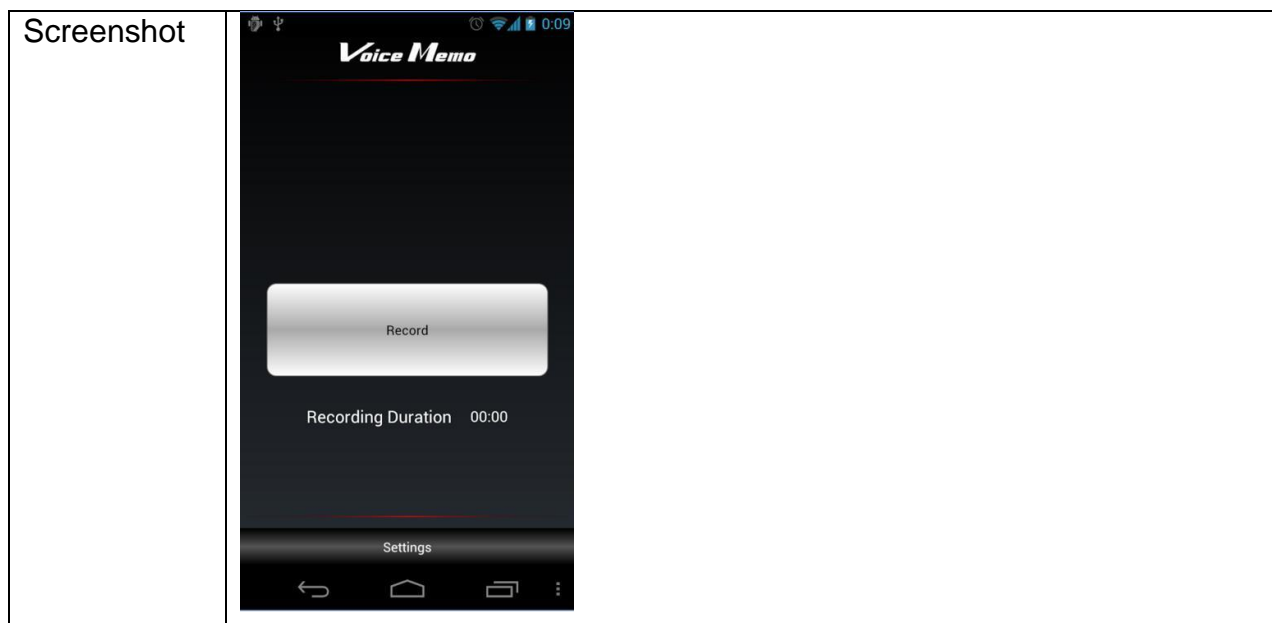 Screenshot
0:09
Voice Memo
Record
Recording Duration 00:00
Settings